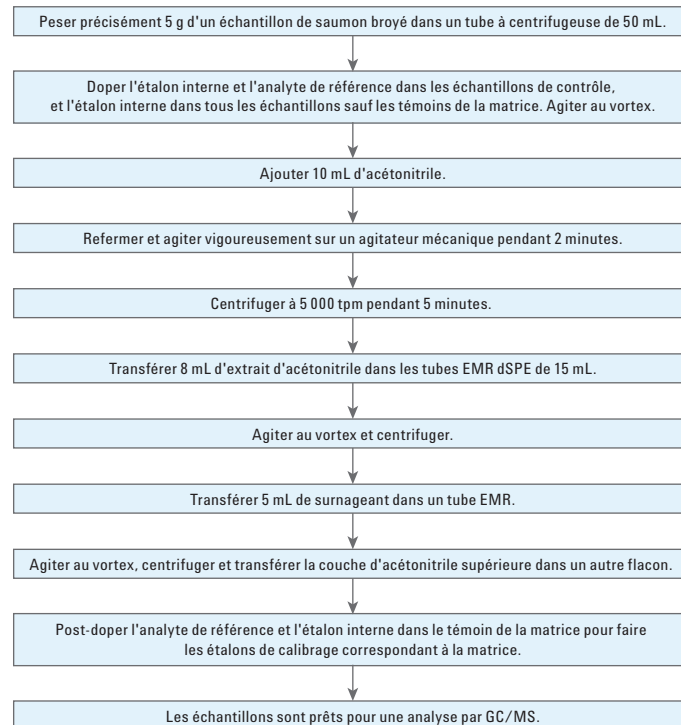 Peser précisément 5 g d'un échantillon de saumon broyé dans un tube à centrifugeuse de 50 mL.
Doper l'étalon interne et l'analyte de référence dans les échantillons de contrôle,
et l'étalon interne dans tous les échantillons sauf les témoins de la matrice. Agiter au vortex.
Ajouter 10 mL d'acétonitrile.
Refermer et agiter vigoureusement sur un agitateur mécanique pendant 2 minutes.
Centrifuger à 5 000 tpm pendant 5 minutes.
Transférer 8 mL d'extrait d'acétonitrile dans les tubes EMR dSPE de 15 mL.
Agiter au vortex et centrifuger.
Transférer 5 mL de surnageant dans un tube EMR.
Agiter au vortex, centrifuger et transférer la couche d'acétonitrile supérieure dans un autre flacon.
Post-doper l'analyte de référence et l'étalon interne dans le témoin de la matrice pour faire
les étalons de calibrage correspondant à la matrice.
Les échantillons sont prêts pour une analyse par GC/MS.